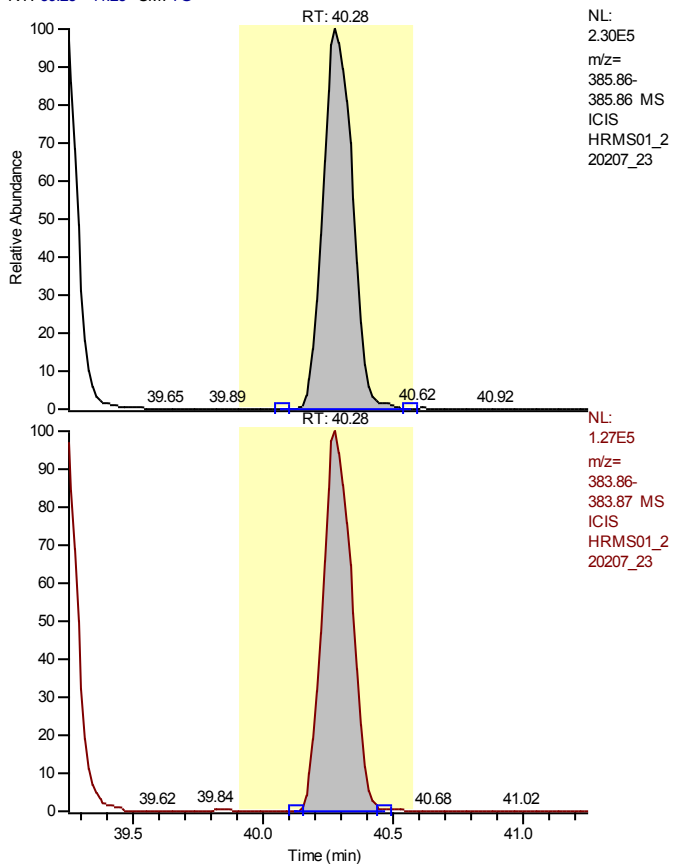 RT: 40.28
NL:
2.30E5
m/z=
385.86-
385.86 MS
ICIS
HRMS01_2
20207_23
100
90
80
70
60
50
40
30
20
10
0
Relative Abundance
39.65 39.89 40.62 40.92
RT: 40.28
NL:
1.27E5
m/z=
383.86-
383.87 MS
ICIS
HRMS01_2
20207_23
100
90
80
70
60
50
40
30
20
10
0
39.62 39.84 40.68 41.02
39.5 40.0 40.5 41.0
Time (min)